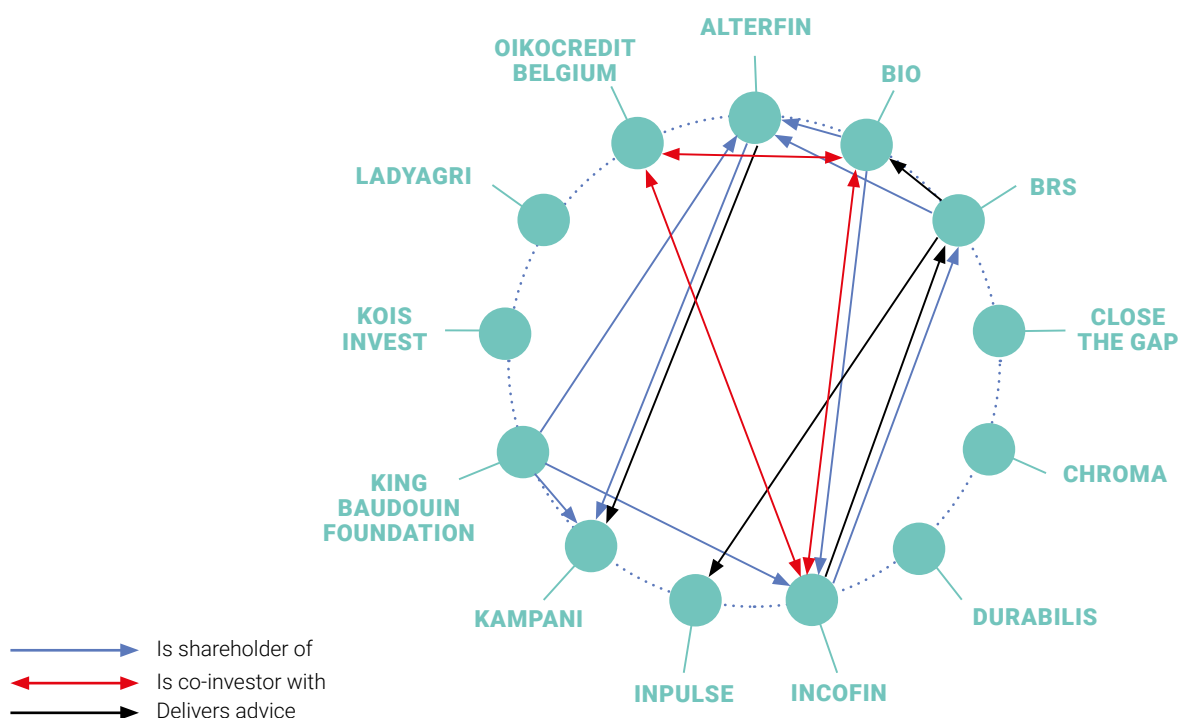 ALTERFIN
OIKOCREDIT
BELGIUM
BIO
LADYAGRI
BRS
KOIS
INVEST
CLOSE
THE GAP
KING
BAUDOUIN
FOUNDATION
CHROMA
KAMPANI
DURABILIS
INPULSE
INCOFIN
Is shareholder of
Is co-investor with
Delivers advice